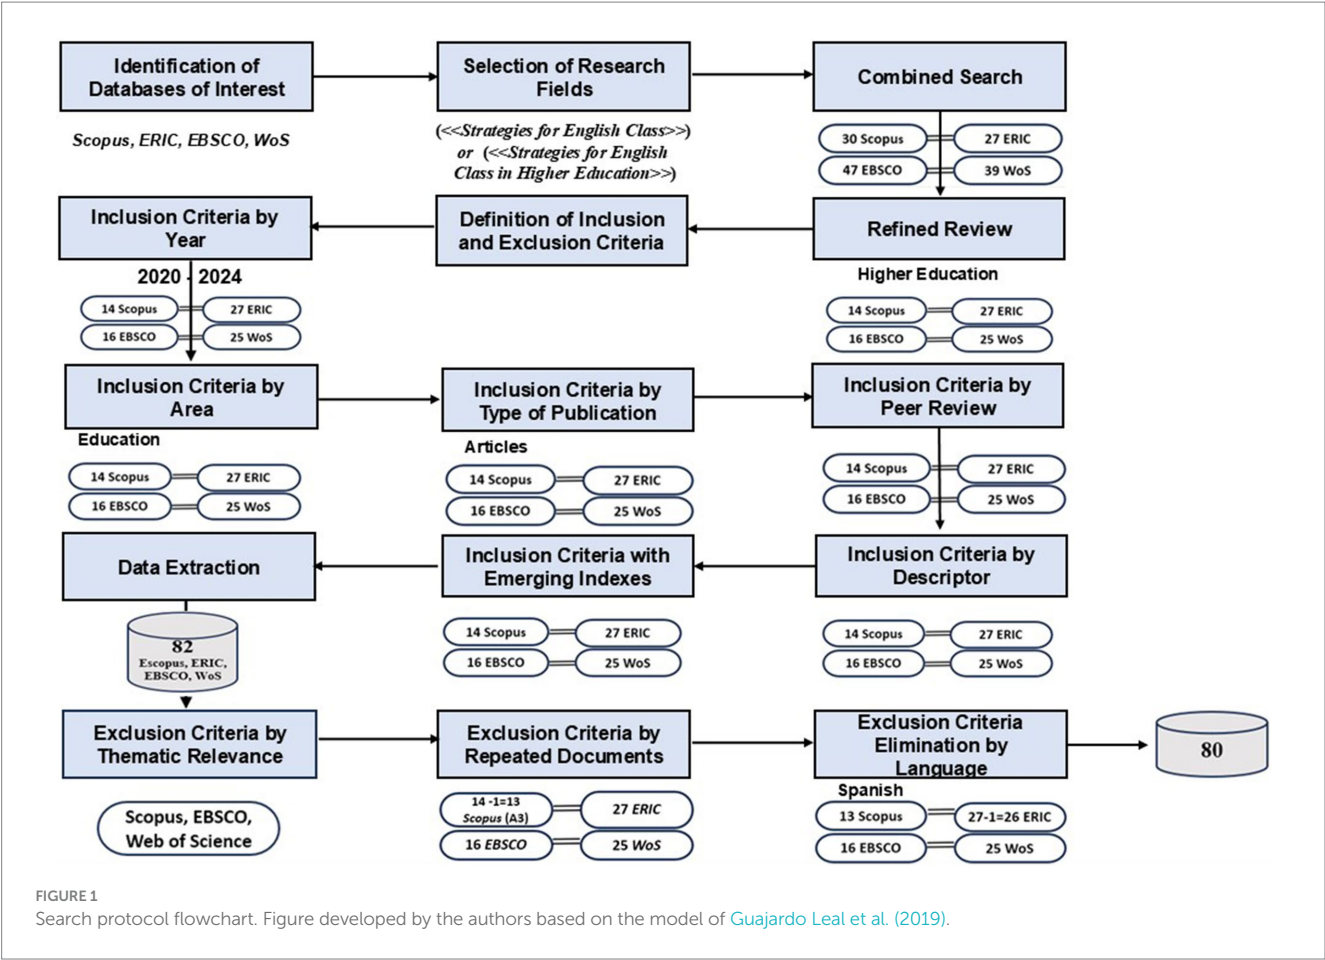 Identification of
Databases of Interest
Scopus, ERIC, EBSCO, WoS
Selection of Research
Fields
(<<Strategies for English Class>>)
or (<<Strategies for English
Class in Higher Education>>)
Combined Search
30 Scopus
27 ERIC
47 EBSCO
39 WoS
Refined Review
Higher Education
14 Scopus
27 ERIC
16 EBSCO
25 WoS
Definition of Inclusion
and Exclusion Criteria
Inclusion Criteria by
Year
2020 - 2024
14 Scopus
27 ERIC
16 EBSCO
25 WoS
Inclusion Criteria by
Area
Education
14 Scopus
27 ERIC
16 EBSCO
25 WoS
Inclusion Criteria by
Type of Publication
Articles
14 Scopus
27 ERIC
16 EBSCO
25 WoS
Inclusion Criteria by
Peer Review
14 Scopus
27 ERIC
16 EBSCO
25 WoS
Inclusion Criteria by
Descriptor
14 Scopus
27 ERIC
16 EBSCO
25 WoS
Inclusion Criteria with
Emerging Indexes
14 Scopus
27 ERIC
16 EBSCO
25 WoS
Data Extraction
82
Escopus, ERIC,
EBSCO, WoS
Exclusion Criteria by
Thematic Relevance
Scopus, EBSCO,
Web of Science
Exclusion Criteria by
Repeated Documents
14 -1=13
Scopus (A3)
27 ERIC
16 EBSCO
25 WoS
Exclusion Criteria
Elimination by
Language
Spanish
13 Scopus
27-1=26 ERIC
16 EBSCO
25 WoS
80
FIGURE 1
Search protocol flowchart. Figure developed by the authors based on the model of Guajardo Leal et al. (2019).